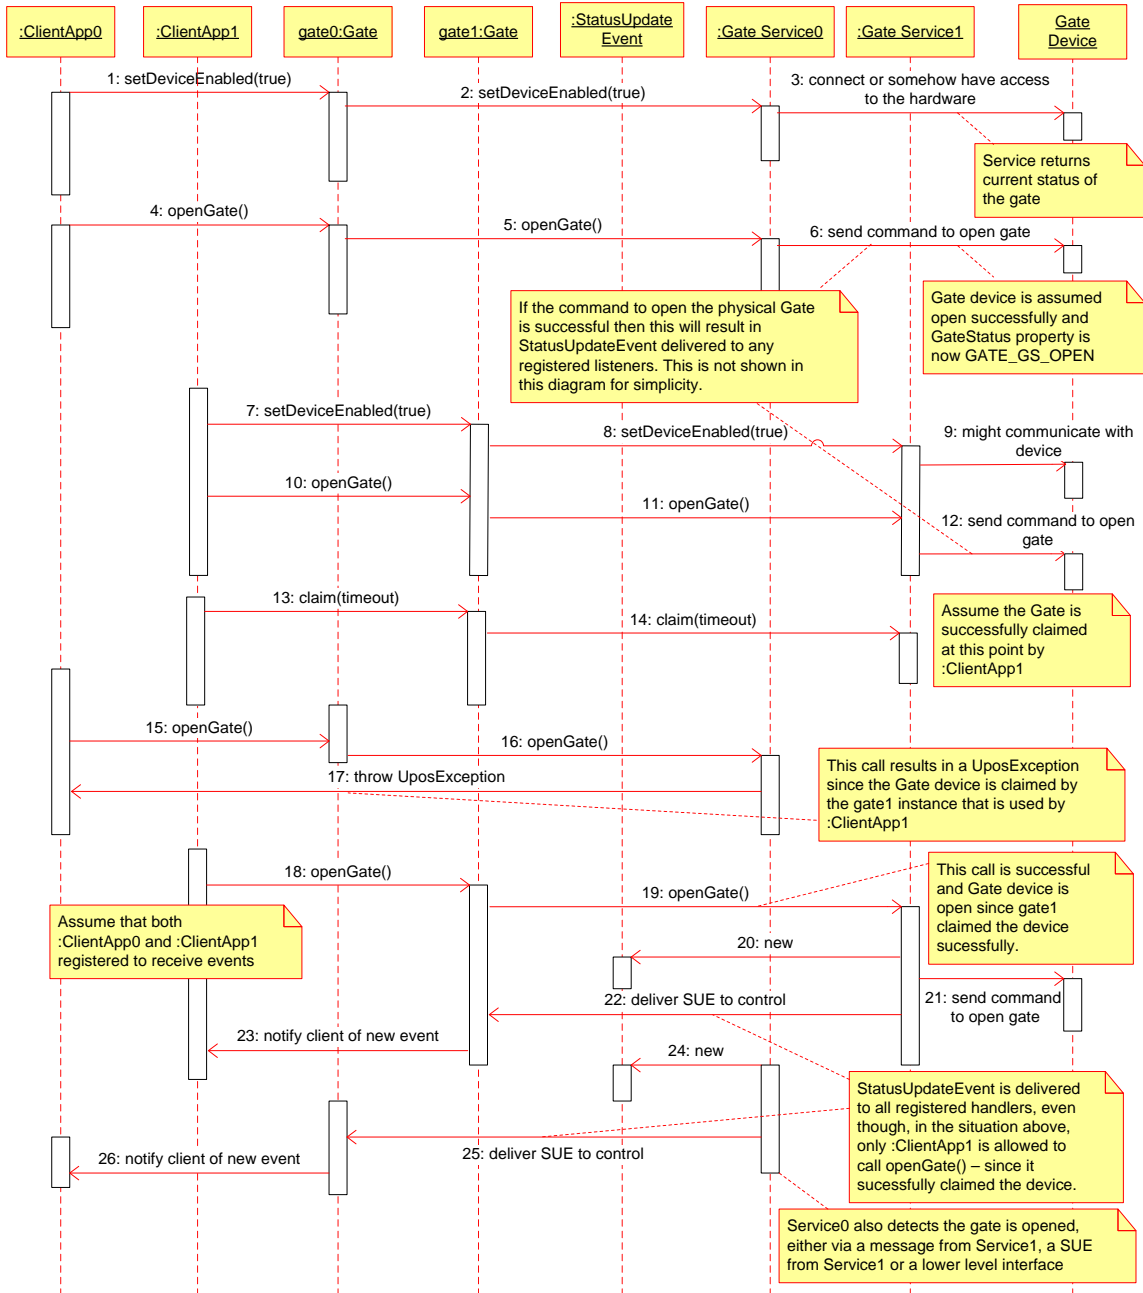 :ClientApp0
:ClientApp1
gate0:Gate
gate1:Gate
:StatusUpdate
Event
:Gate Service0
:Gate Service1
Gate
Device
1: setDeviceEnabled(true)
2: setDeviceEnabled(true)
3: connect or somehow have access
to the hardware
Service returns
current status of
the gate
4: openGate()
5: openGate()
6: send command to open gate
If the command to open the physical Gate
is successful then this will result in
StatusUpdateEvent delivered to any
registered listeners. This is not shown in
this diagram for simplicity.
Gate device is assumed
open successfully and
GateStatus property is
now GATE_GS_OPEN
7: setDeviceEnabled(true)
8: setDeviceEnabled(true)
9: might communicate with
device
10: openGate()
11: openGate()
12: send command to open
gate
13: claim(timeout)
14: claim(timeout)
Assume the Gate is
successfully claimed
at this point by
:ClientApp1
15: openGate()
16: openGate()
17: throw UposException
This call results in a UposException
since the Gate device is claimed by
the gate1 instance that is used by
:ClientApp1
18: openGate()
19: openGate()
This call is successful
and Gate device is
open since gate1
claimed the device
sucessfully.
Assume that both
:ClientApp0 and :ClientApp1
registered to receive events
20: new
21: send command
to open gate
22: deliver SUE to control
23: notify client of new event
24: new
StatusUpdateEvent is delivered
to all registered handlers, even
though, in the situation above,
only :ClientApp1 is allowed to
call openGate() – since it
sucessfully claimed the device.
25: deliver SUE to control
26: notify client of new event
Service0 also detects the gate is opened,
either via a message from Service1, a SUE
from Service1 or a lower level interface